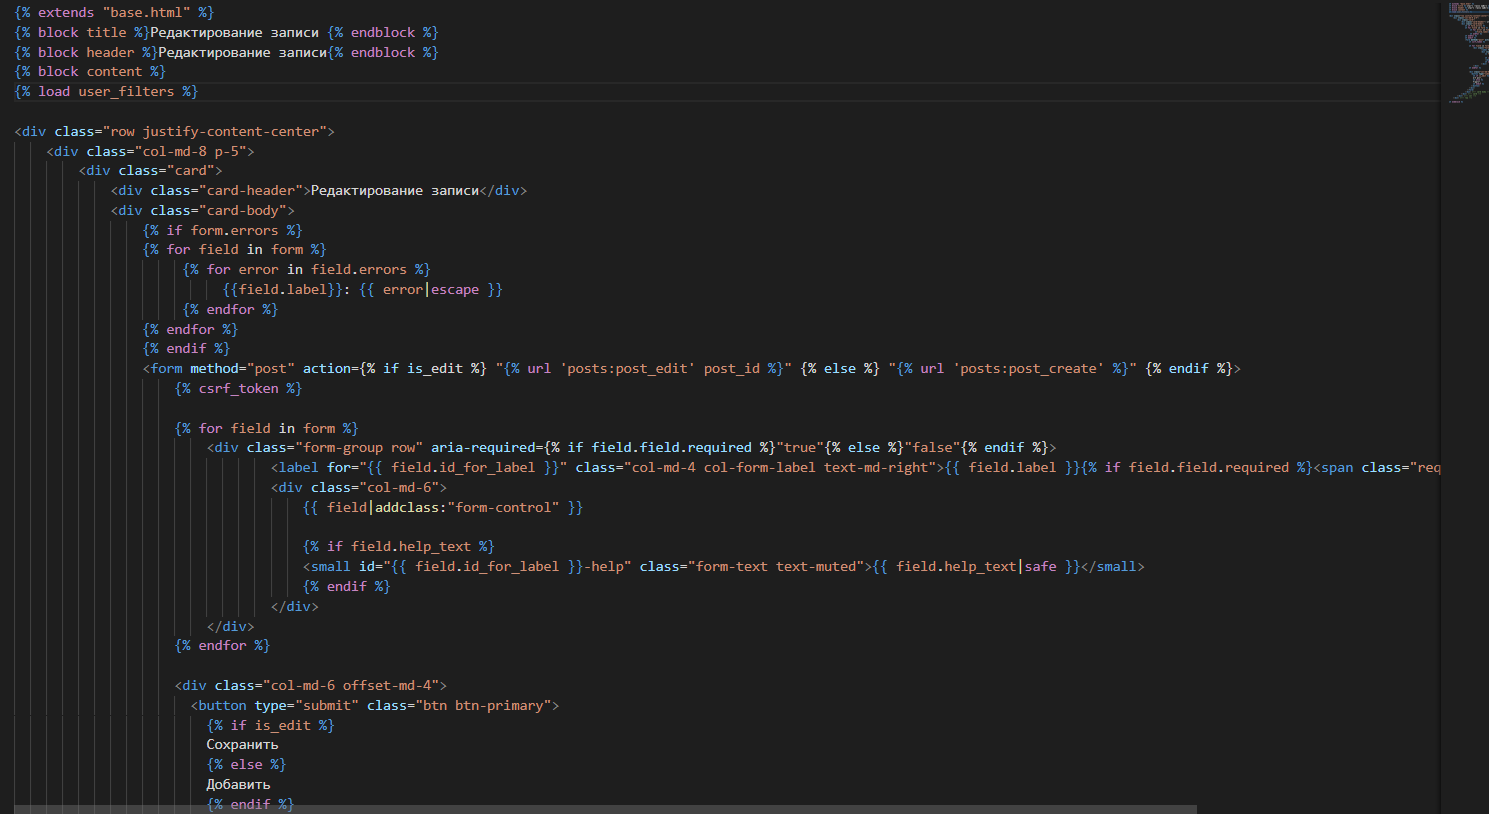 {% extends "base.html" %}
{% block title %}Редактирование записи {% endblock %}
{% block header %}Редактирование записи{% endblock %}
{% block content %}
{% load user_filters %}
<div class="row justify-content-center">
<div class="col-md-8 p-5">
<div class="card">
<div class="card-header">Редактирование записи</div>
<div class="card-body">
{% if form.errors %}
{% for field in form %}
{% for error in field.errors %}
{{field.label}}: {{ error|escape }}
{% endfor %}
{% endfor %}
{% endif %}
<form method="post" action={% if is_edit %} "{% url 'posts:post_edit' post_id %}" {% else %} "{% url 'posts:post_create' %}" {% endif %}>
{% csrf_token %}
{% for field in form %}
<div class="form-group row" aria-required={% if field.field.required %}"true"{% else %}"false"{% endif %}>
<label for="{{ field.id_for_label }}" class="col-md-4 col-form-label text-md-right">{{ field.label }}{% if field.field.required %}<span class="req
<div class="col-md-6">
{{ field|addclass:"form-control" }}
{% if field.help_text %}
<small id="{{ field.id_for_label }}-help" class="form-text text-muted">{{ field.help_text|safe }}</small>
{% endif %}
</div>
</div>
{% endfor %}
<div class="col-md-6 offset-md-4">
<button type="submit" class="btn btn-primary">
{% if is_edit %}
Сохранить
{% else %}
Добавить
{% endif %}